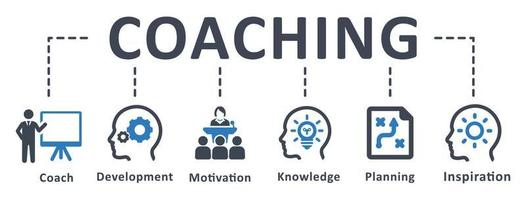 COACHING
Coach Development Motivation Knowledge Planning Inspiration